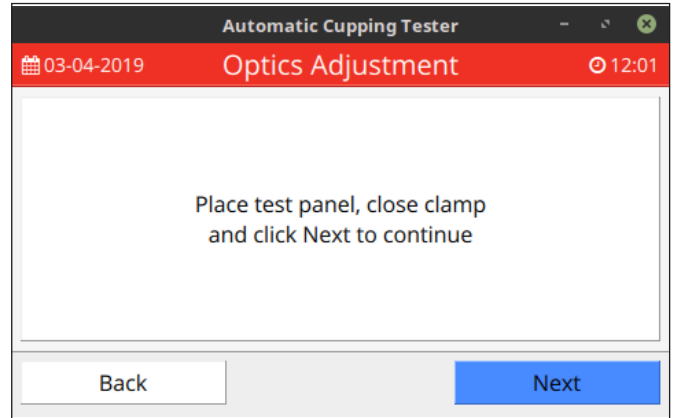 Automatic Cupping Tester
03-04-2019 Optics Adjustment 12:01
Place test panel, close clamp
and click Next to continue
Back Next